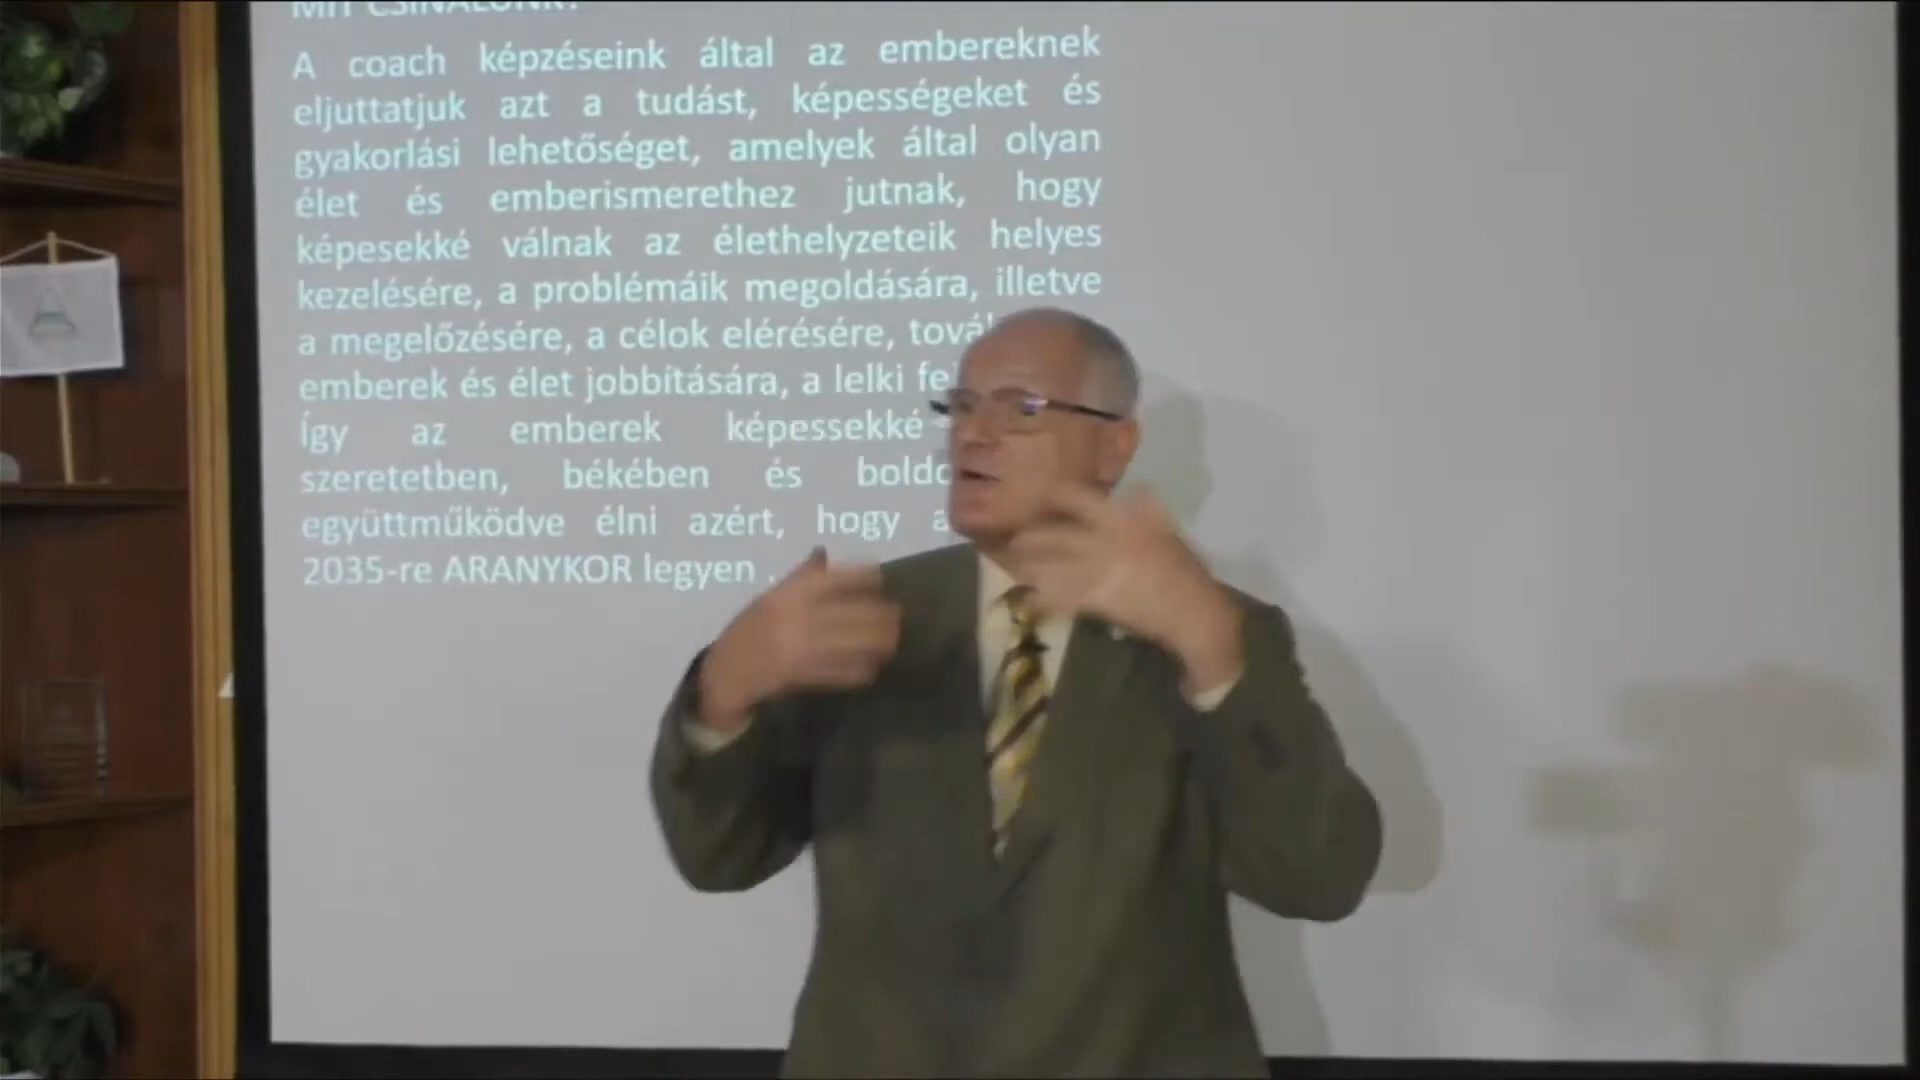 MIT CSINÁLUNK?
A coach képzéseink által az embereknek
eljuttatjuk azt a tudást, képességeket és
gyakorlási lehetőséget, amelyek által olyan
élet és emberismerethez jutnak, hogy
képesekké válnak az élethelyzeteik helyes
kezelésére, a problémáik megoldására, illetve
a megelőzésére, a célok elérésére,
emberek és élet jobbítására, a lelki
Így az emberek képessekké
szeretetben, békében és
együttműködve élni azért, hogy
2035-re ARANYKOR legyen .